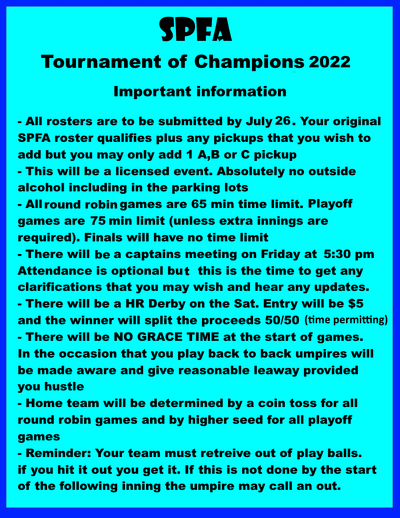 SPFA
Tournament of Champions 2022
Important information
- All rosters are to be submitted by July 26. Your original
SPFA roster qualifies plus any pickups that you wish to
add but you may only add 1 A,B or C pickup
- This will be a licensed event. Absolutely no outside
alcohol including in the parking lots
- All round robin games are 65 min time limit. Playoff
games are 75 min limit (unless extra innings are
required). Finals will have no time limit
- There will be a captains meeting on Friday at 5:30 pm
Attendance is optional but this is the time to get any
clarifications that you may wish and hear any updates.
- There will be a HR Derby on the Sat. Entry will be $5
and the winner will split the proceeds 50/50 (time permitting)
- There will be NO GRACE TIME at the start of games.
In the occasion that you play back to back umpires will
be made aware and give reasonable leaway provided
you hustle
- Home team will be determined by a coin toss for all
round robin games and by higher seed for all playoff
games
- Reminder: Your team must retreive out of play balls.
if you hit it out you get it. If this is not done by the start
of the following inning the umpire may call an out.